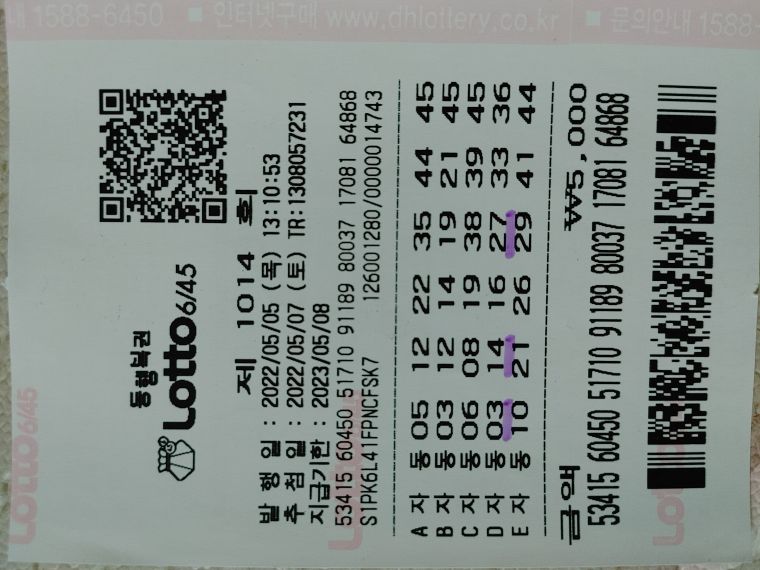 내 1588-6450 ■ 인터넷구매 www.dhlottery.co.kr ■ 문의안내 1588-
동행복권
Lotto 6/45
제 1014 회
발 행 일 : 2022/05/05 (목) 13:10:53
추 첨 일 : 2022/05/07 (토) TR:1308057231
지급기한 : 2023/05/08
53415 60450 51710 91189 80037 17081 64868
S1PK6L41FPNCFSK7 126001280/0000014743
A 자 동 05 12 22 35 44 45
B 자 동 03 12 14 19 21 45
C 자 동 06 08 19 38 39 45
D 자 동 03 14 16 27 33 36
E 자 동 10 21 26 29 41 44
금액 ₩5,000
53415 60450 51710 91189 80037 17081 64868
Lotto 6/45